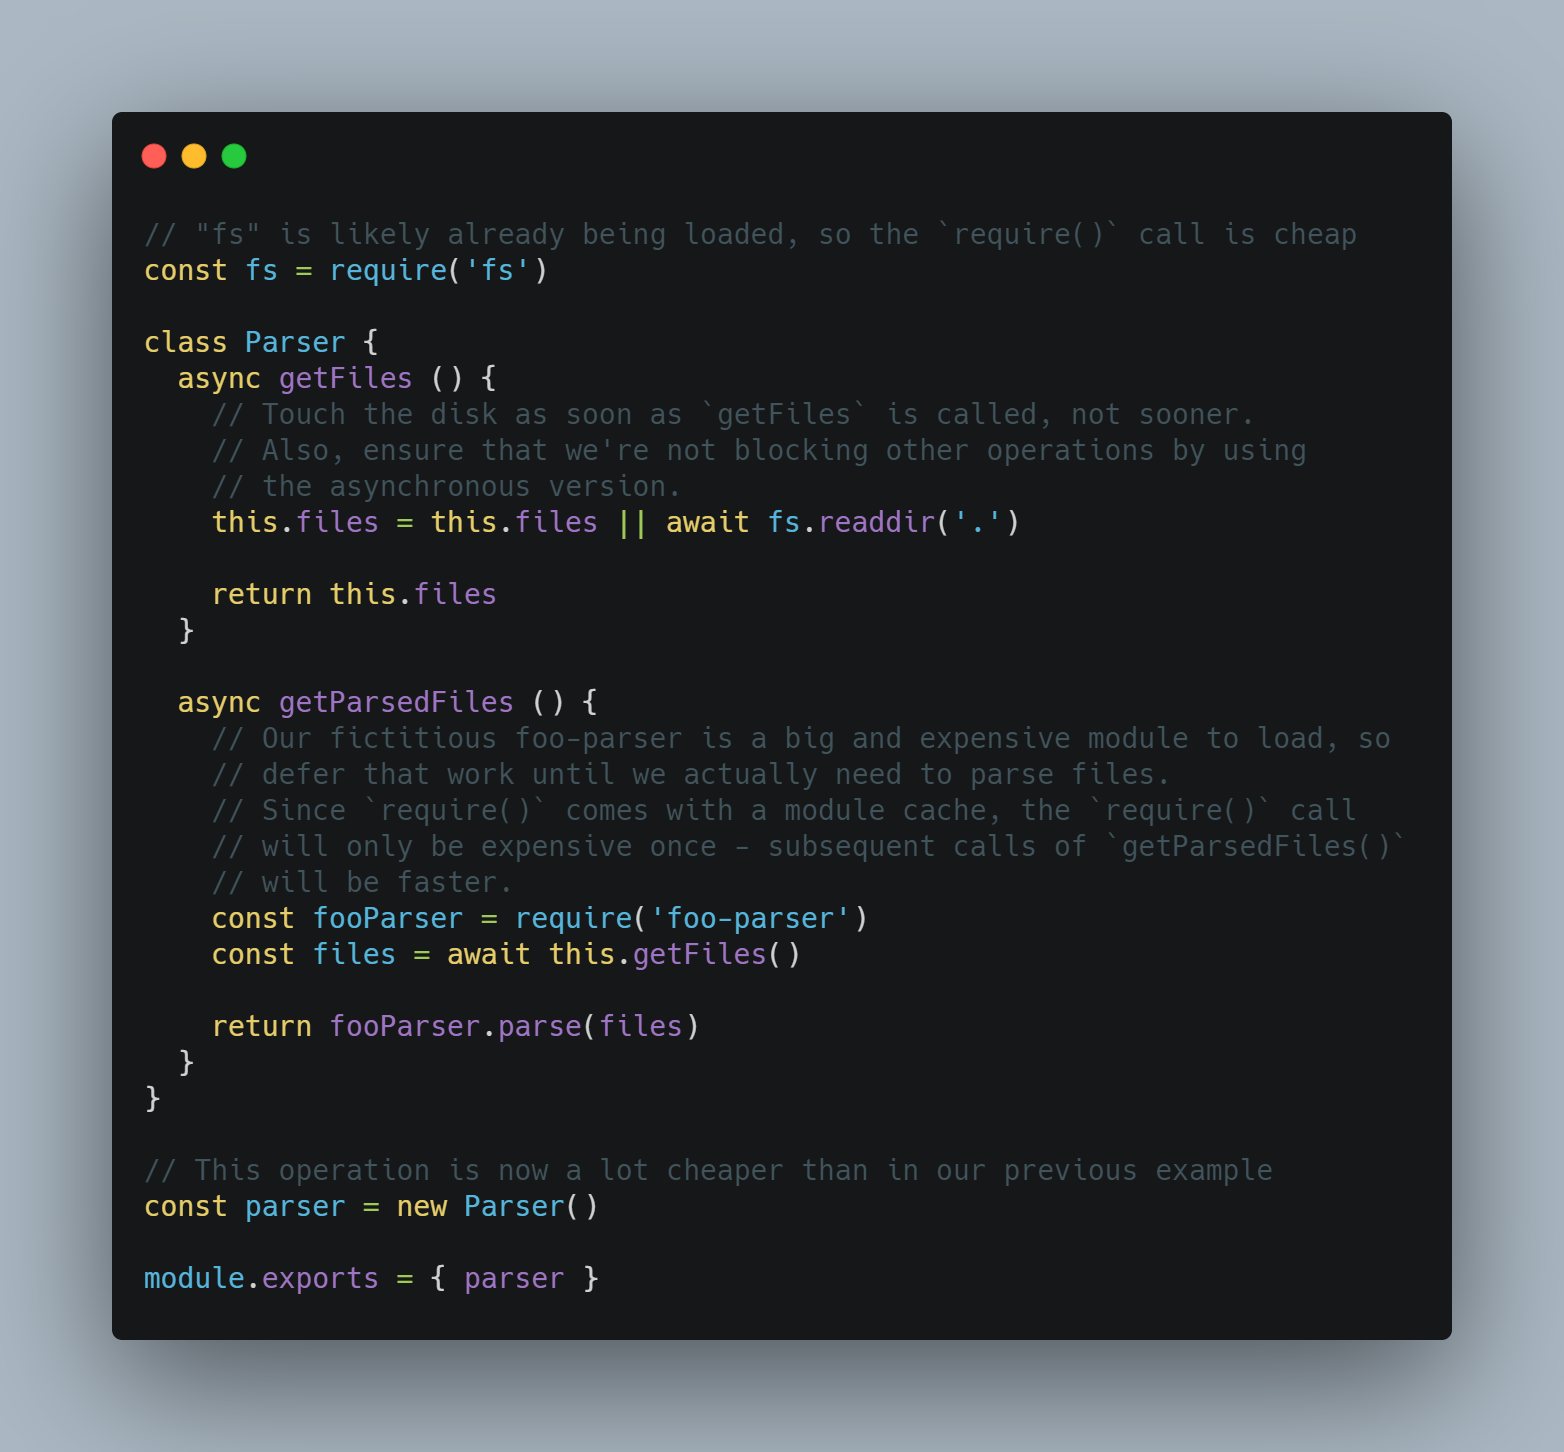 // "fs" is likely already being loaded, so the `require()` call is cheap
const fs = require('fs')

class Parser {
  async getFiles () {
    // Touch the disk as soon as `getFiles` is called, not sooner.
    // Also, ensure that we're not blocking other operations by using
    // the asynchronous version.
    this.files = this.files || await fs.readdir('.')

    return this.files
  }

  async getParsedFiles () {
    // Our fictitious foo-parser is a big and expensive module to load, so
    // defer that work until we actually need to parse files.
    // Since `require()` comes with a module cache, the `require()` call
    // will only be expensive once - subsequent calls of `getParsedFiles()`
    // will be faster.
    const fooParser = require('foo-parser')
    const files = await this.getFiles()

    return fooParser.parse(files)
  }
}

// This operation is now a lot cheaper than in our previous example
const parser = new Parser()

module.exports = { parser }